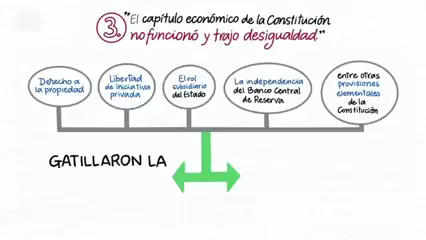 3. "El capítulo económico de la Constitución
no funcionó y trajo desigualdad."
Derecho a
la propiedad
Libertad
de iniciativa
privada
El rol
subsidiario
del Estado
La independencia
del Banco Central
de Reserva
entre otras
provisiones
elementales
de la
Constitución
GATILLARON LA